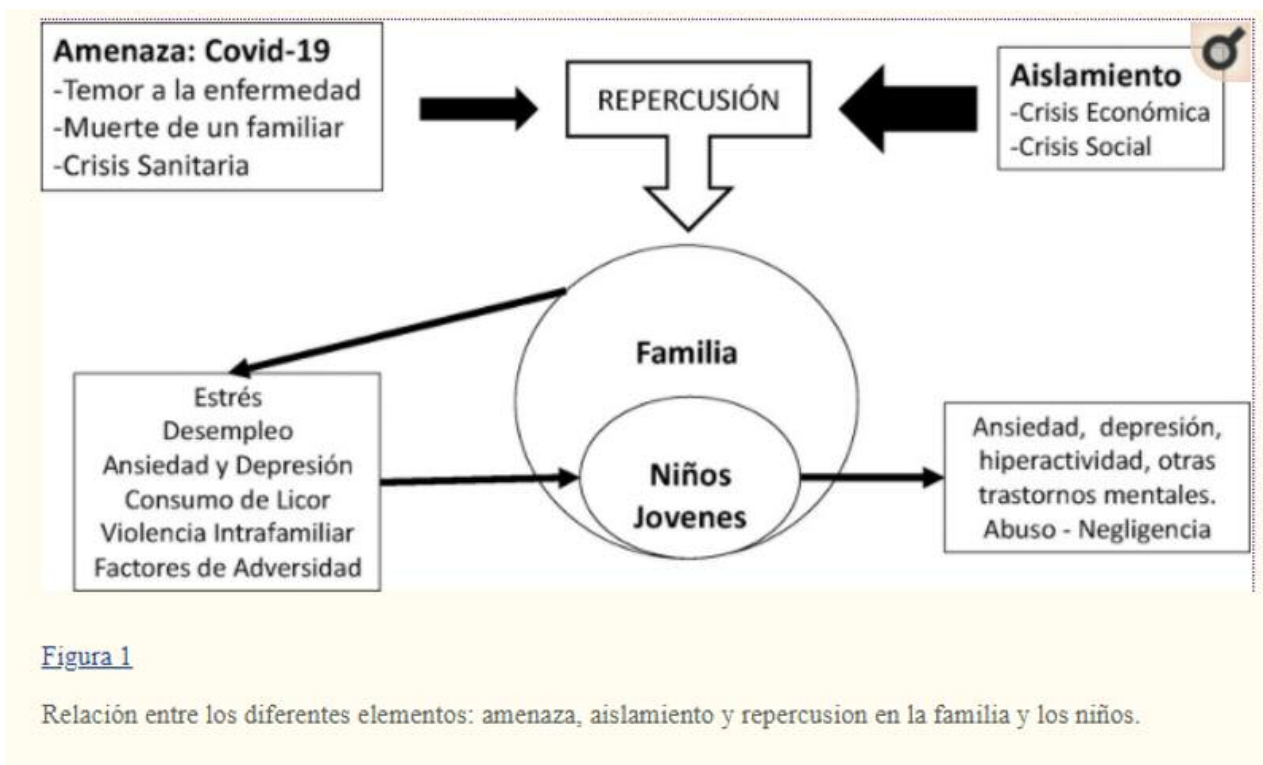 Amenaza: Covid-19
-Temor a la enfermedad
-Muerte de un familiar
-Crisis Sanitaria
REPERCUSIÓN
Aislamiento
-Crisis Económica
-Crisis Social
Familia
Niños
Jovenes
Estrés
Desempleo
Ansiedad y Depresión
Consumo de Licor
Violencia Intrafamiliar
Factores de Adversidad
Ansiedad, depresión,
hiperactividad, otras
trastornos mentales.
Abuso - Negligencia
Figura 1
Relación entre los diferentes elementos: amenaza, aislamiento y repercusion en la familia y los niños.